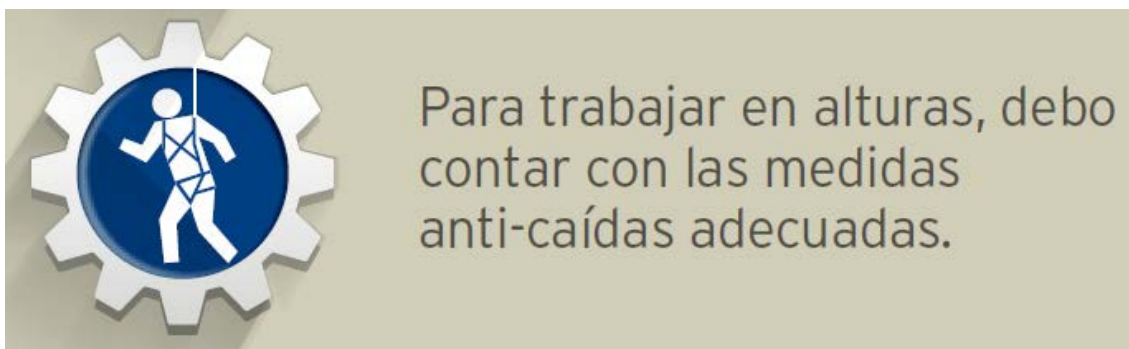 Para trabajar en alturas, debo
contar con las medidas
anti-caídas adecuadas.